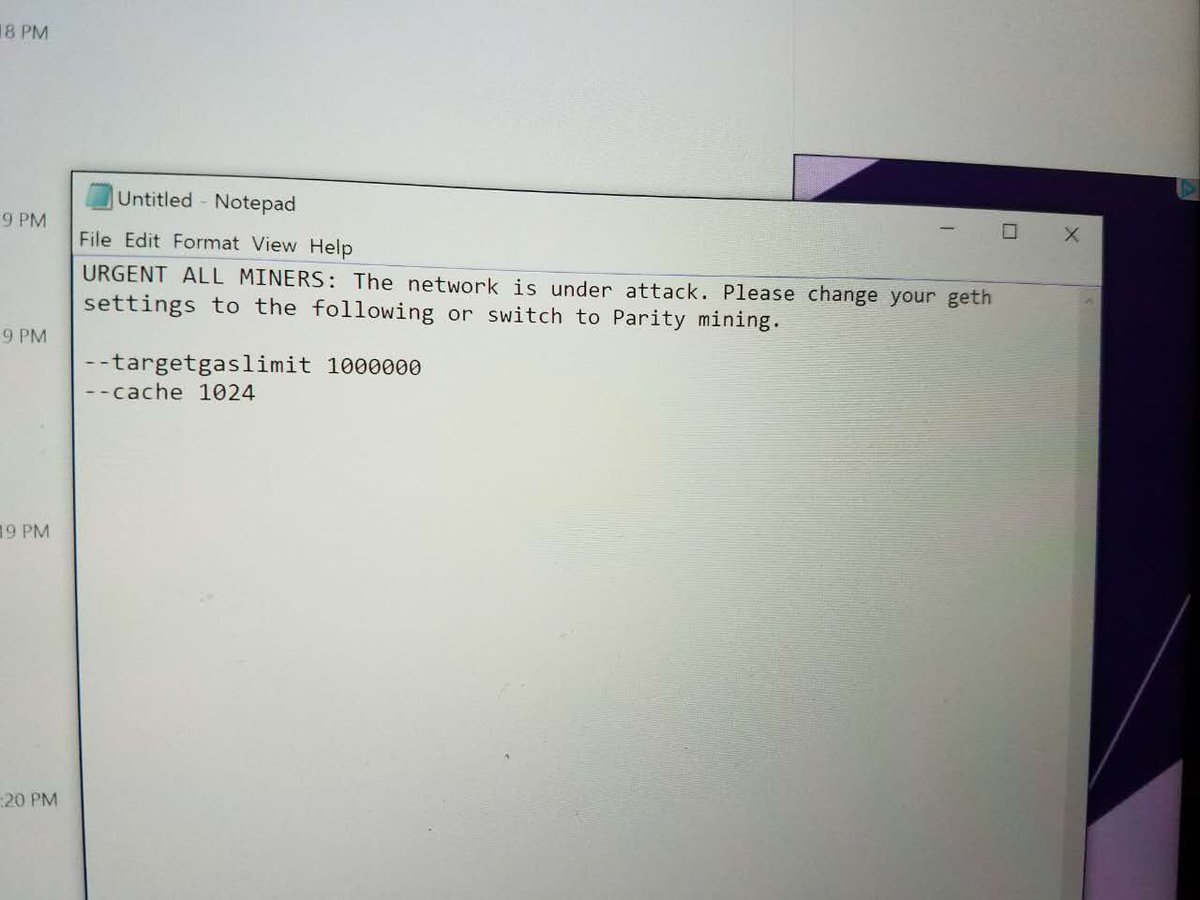 18 PM
9 PM
9 PM
19 PM
:20 PM
Untitled - Notepad
File Edit Format View Help
URGENT ALL MINERS: The network is under attack. Please change your geth
settings to the following or switch to Parity mining.
--targetgaslimit 1000000
--cache 1024